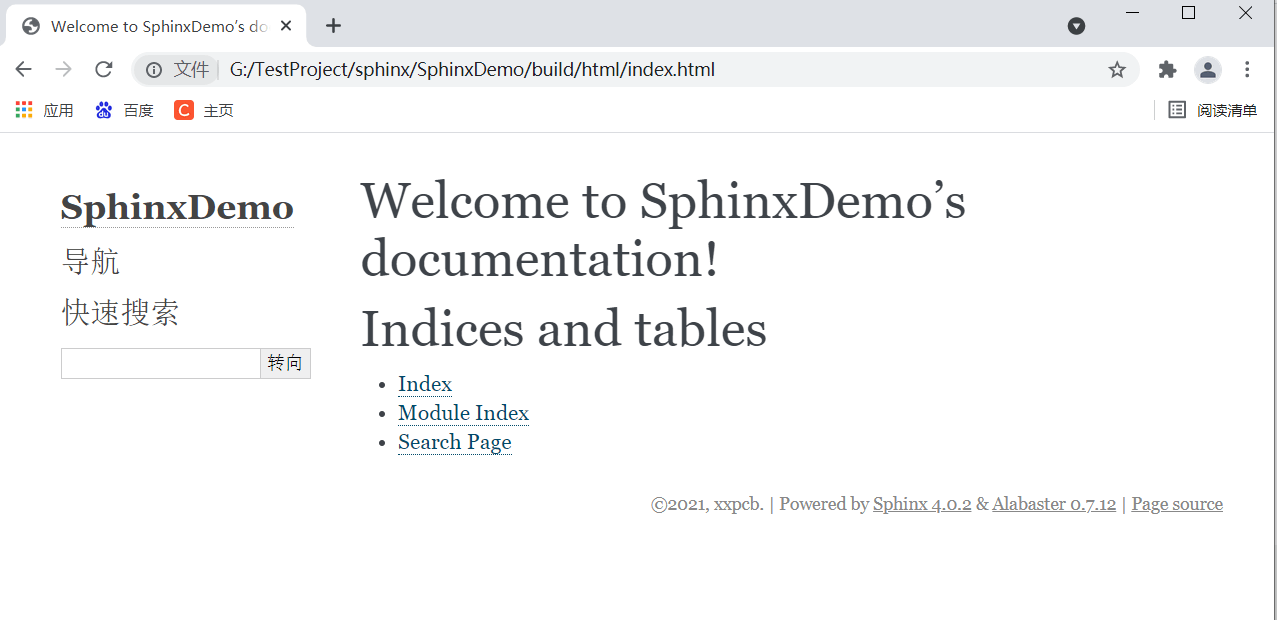 Welcome to SphinxDemo’s do
文件 G:/TestProject/sphinx/SphinxDemo/build/html/index.html
应用 百度 C 主页 阅读清单
SphinxDemo
导航
快速搜索
转向
Welcome to SphinxDemo’s
documentation!
Indices and tables
Index
Module Index
Search Page
©2021, xxpcb. | Powered by Sphinx 4.0.2 & Alabaster 0.7.12 | Page source